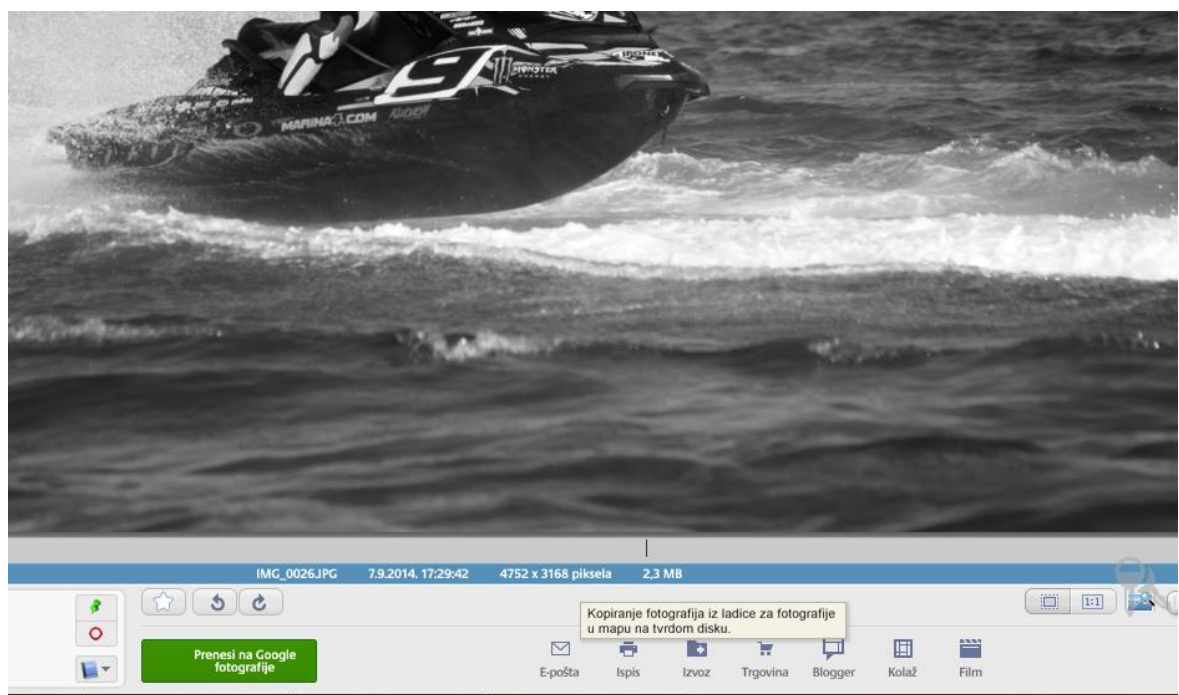 9
MONSTER
ENERGY
MARINA4.COM
IMG_0026.JPG 7.9.2014. 17:29:42 4752 x 3168 piksela 2,3 MB
1:1
Kopiranje fotografija iz ladice za fotografije
u mapu na tvrdom disku.
Prenesi na Google
fotografije
E-pošta Ispis Izvoz Trgovina Blogger Kolaž Film